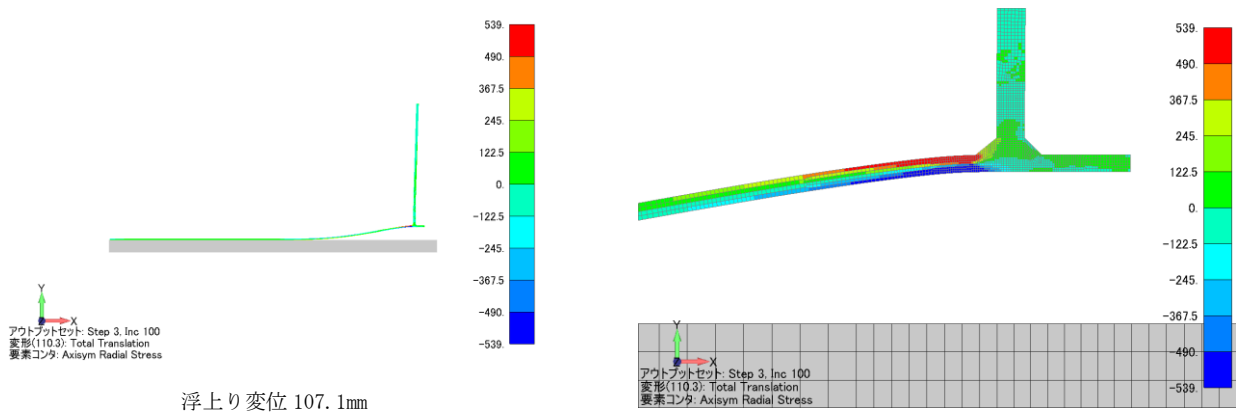 539.
490.
367.5
245.
122.5
0.
-122.5
-245.
-367.5
-490.
-539.
Y
X
アウトプットセット: Step 3, Inc 100
変形(110.3): Total Translation
要素コンタ: Axisym Radial Stress
浮上り変位 107.1mm
539.
490.
367.5
245.
122.5
0.
-122.5
-245.
-367.5
-490.
-539.
Y
X
アウトプットセット: Step 3, Inc 100
変形(110.3): Total Translation
要素コンタ: Axisym Radial Stress